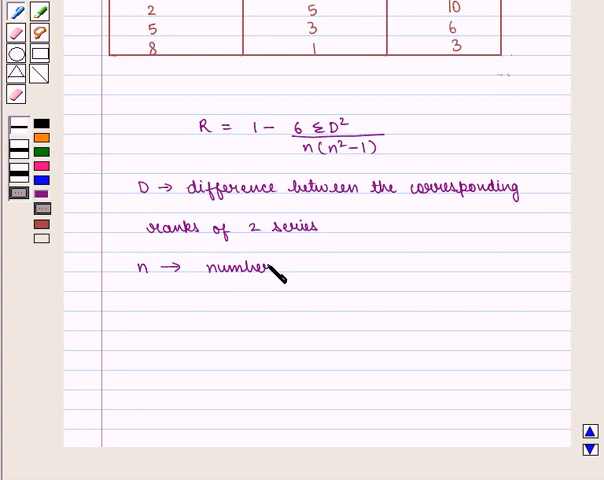 2 5 10
5 3 6
8 1 3
R = 1 - 6 ΣD² / n(n²-1)
D → difference between the corresponding
ranks of 2 series
n → number